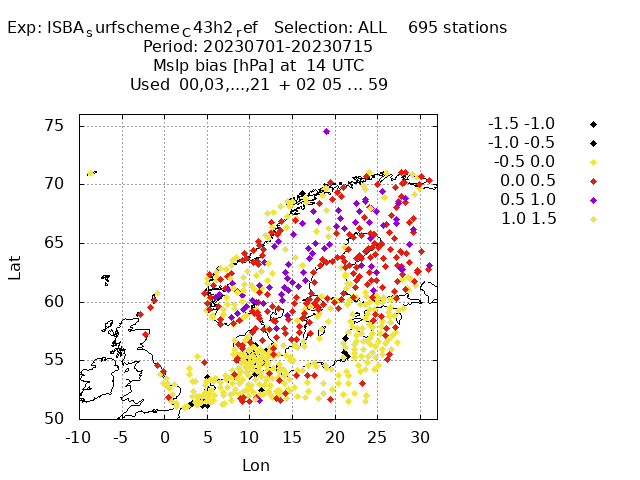 Exp: ISBAsurfschemeC43h2ref Selection: ALL 695 stations
Period: 20230701-20230715
Mslp bias [hPa] at 14 UTC
Used 00,03,...,21 + 02 05 ... 59
-1.5 -1.0
-1.0 -0.5
-0.5 0.0
0.0 0.5
0.5 1.0
1.0 1.5
75
70
65
60
55
50
Lat
-10 -5 0 5 10 15 20 25 30
Lon